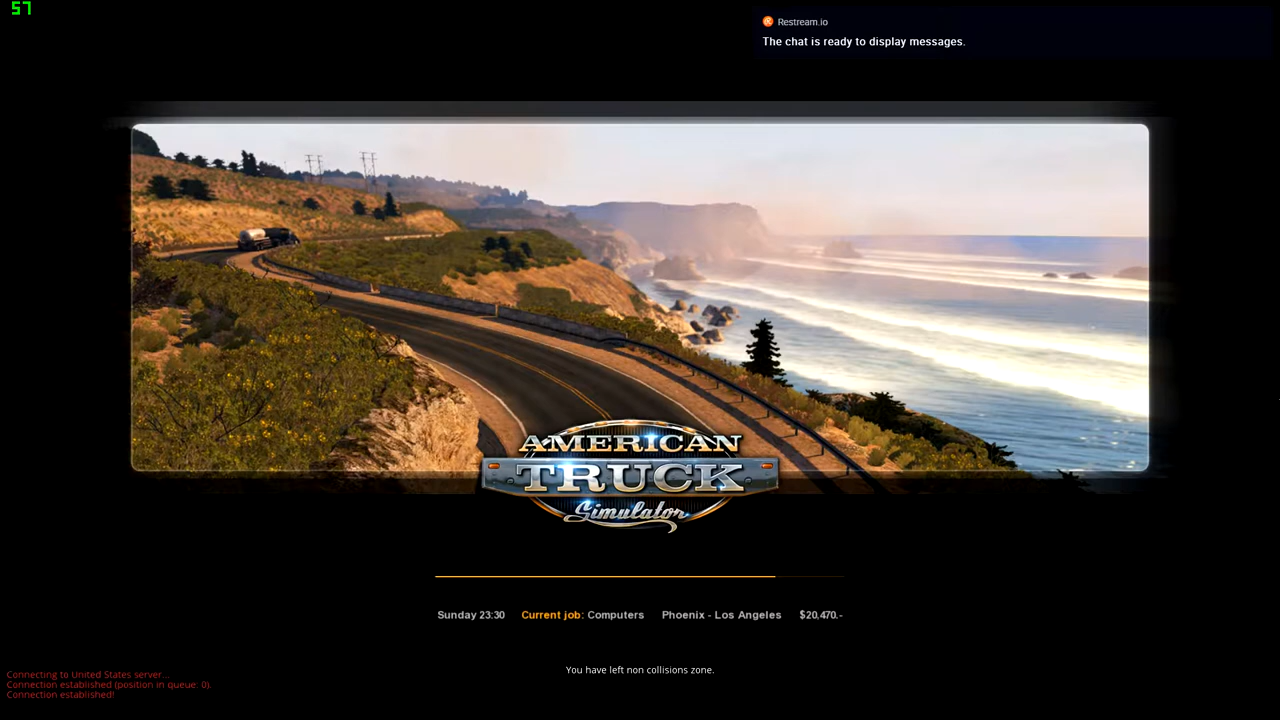 57
Restream.io
The chat is ready to display messages.
AMERICAN
TRUCK
Simulator
Sunday 23:30 Current job: Computers Phoenix - Los Angeles $20,470.-
You have left non collisions zone.
Connecting to United States server...
Connection established (position in queue: 0).
Connection established!